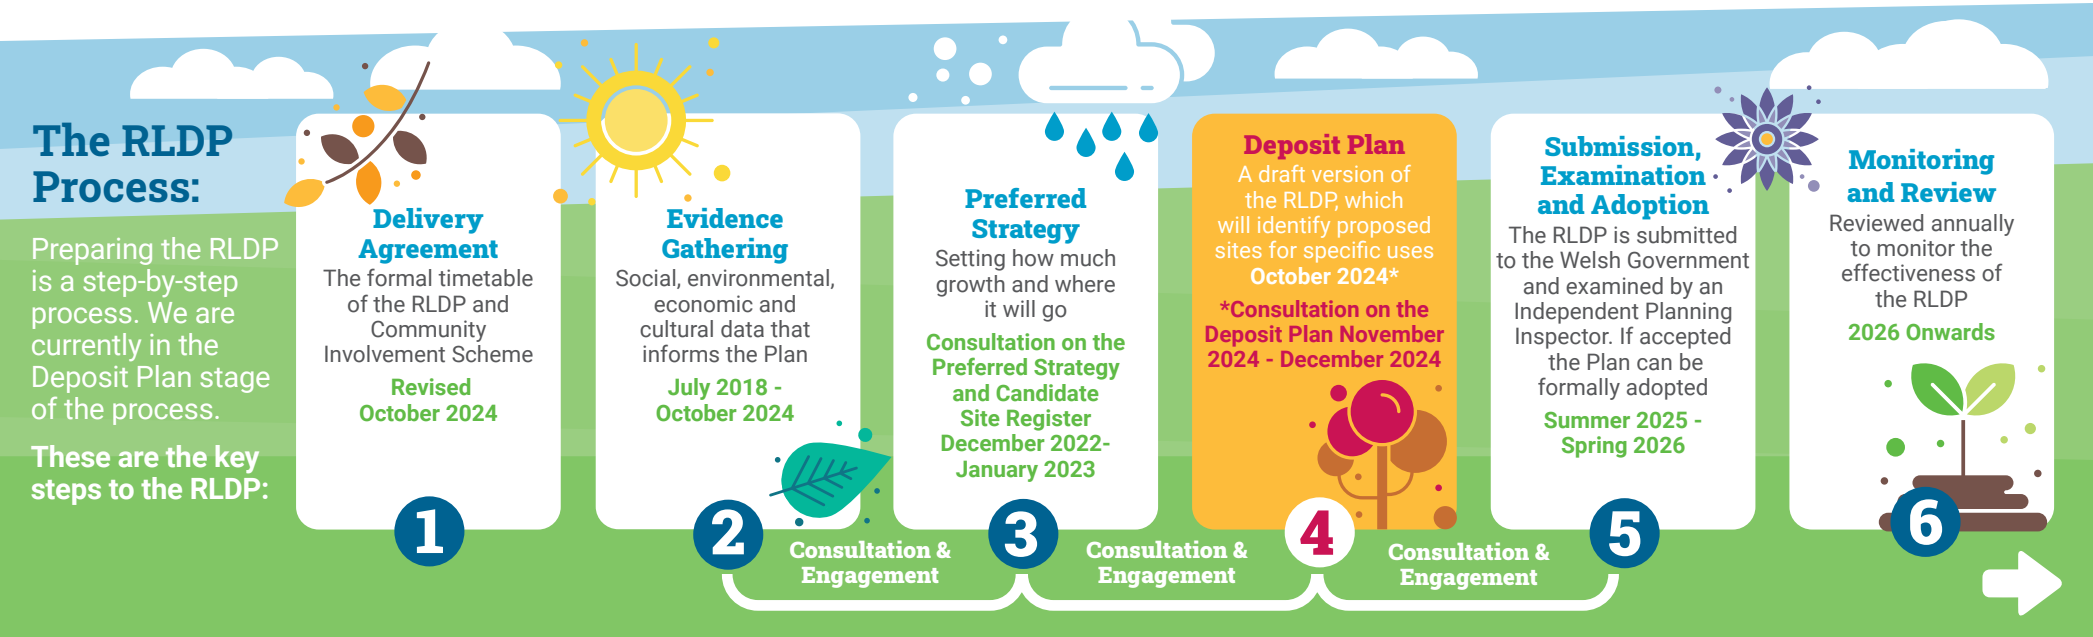 The RLDP
Process:
Preparing the RLDP
is a step-by-step
process. We are
currently in the
Deposit Plan stage
of the process.
These are the key
steps to the RLDP:
Delivery
Agreement
The formal timetable
of the RLDP and
Community
Involvement Scheme
Revised
October 2024
1
Evidence
Gathering
Social, environmental,
economic and
cultural data that
informs the Plan
July 2018 -
October 2024
2
Consultation &
Engagement
Preferred
Strategy
Setting how much
growth and where
it will go
Consultation on the
Preferred Strategy
and Candidate
Site Register
December 2022-
January 2023
3
Consultation &
Engagement
Deposit Plan
A draft version of
the RLDP, which
will identify proposed
sites for specific uses
October 2024*
*Consultation on the
Deposit Plan November
2024 - December 2024
4
Consultation &
Engagement
Submission,
Examination
and Adoption
The RLDP is submitted
to the Welsh Government
and examined by an
Independent Planning
Inspector. If accepted
the Plan can be
formally adopted
Summer 2025 -
Spring 2026
5
Monitoring
and Review
Reviewed annually
to monitor the
effectiveness of
the RLDP
2026 Onwards
6